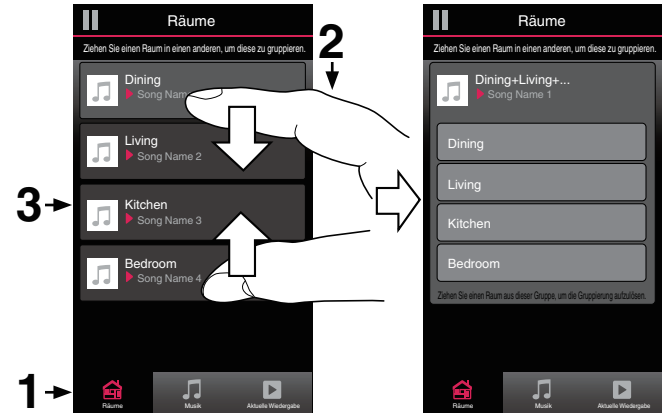 Räume
Ziehen Sie einen Raum in einen anderen, um diese zu gruppieren.
2
Dining
Song Nam
Living
Song Name 2
3
Kitchen
Song Name 3
Bedroom
Song Name 4
1
Räume
Musik
Aktuelle Wiedergabe
Räume
Ziehen Sie einen Raum in einen anderen, um diese zu gruppieren.
Dining+Living+...
Song Name 1
Dining
Living
Kitchen
Bedroom
Ziehen Sie einen Raum aus dieser Gruppe, um die Gruppierung aufzulösen.
Räume
Musik
Aktuelle Wiedergabe